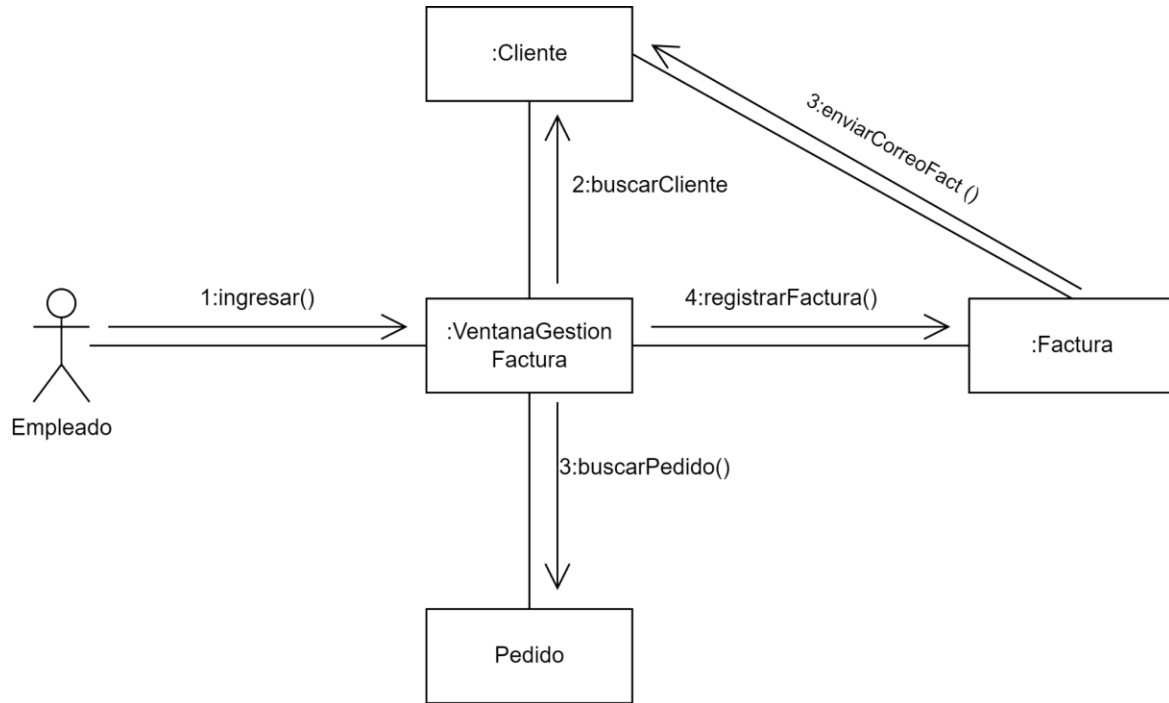 :Cliente
3:enviarCorreoFact ()
2:buscarCliente
1:ingresar()
:VentanaGestion
Factura
4:registrarFactura()
:Factura
Empleado
3:buscarPedido()
Pedido